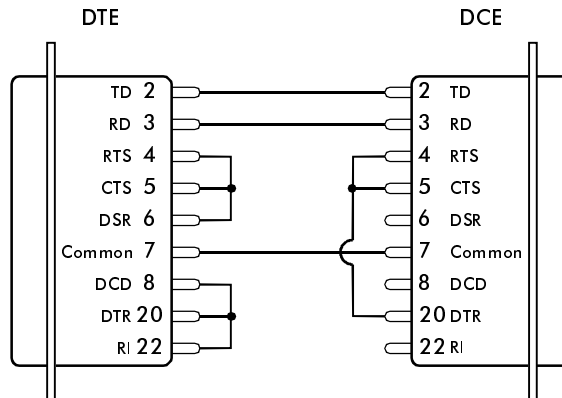 DTE DCE
TD 2 2 TD
RD 3 3 RD
RTS 4 4 RTS
CTS 5 5 CTS
DSR 6 6 DSR
Common 7 7 Common
DCD 8 8 DCD
DTR 20 20 DTR
RI 22 22 RI